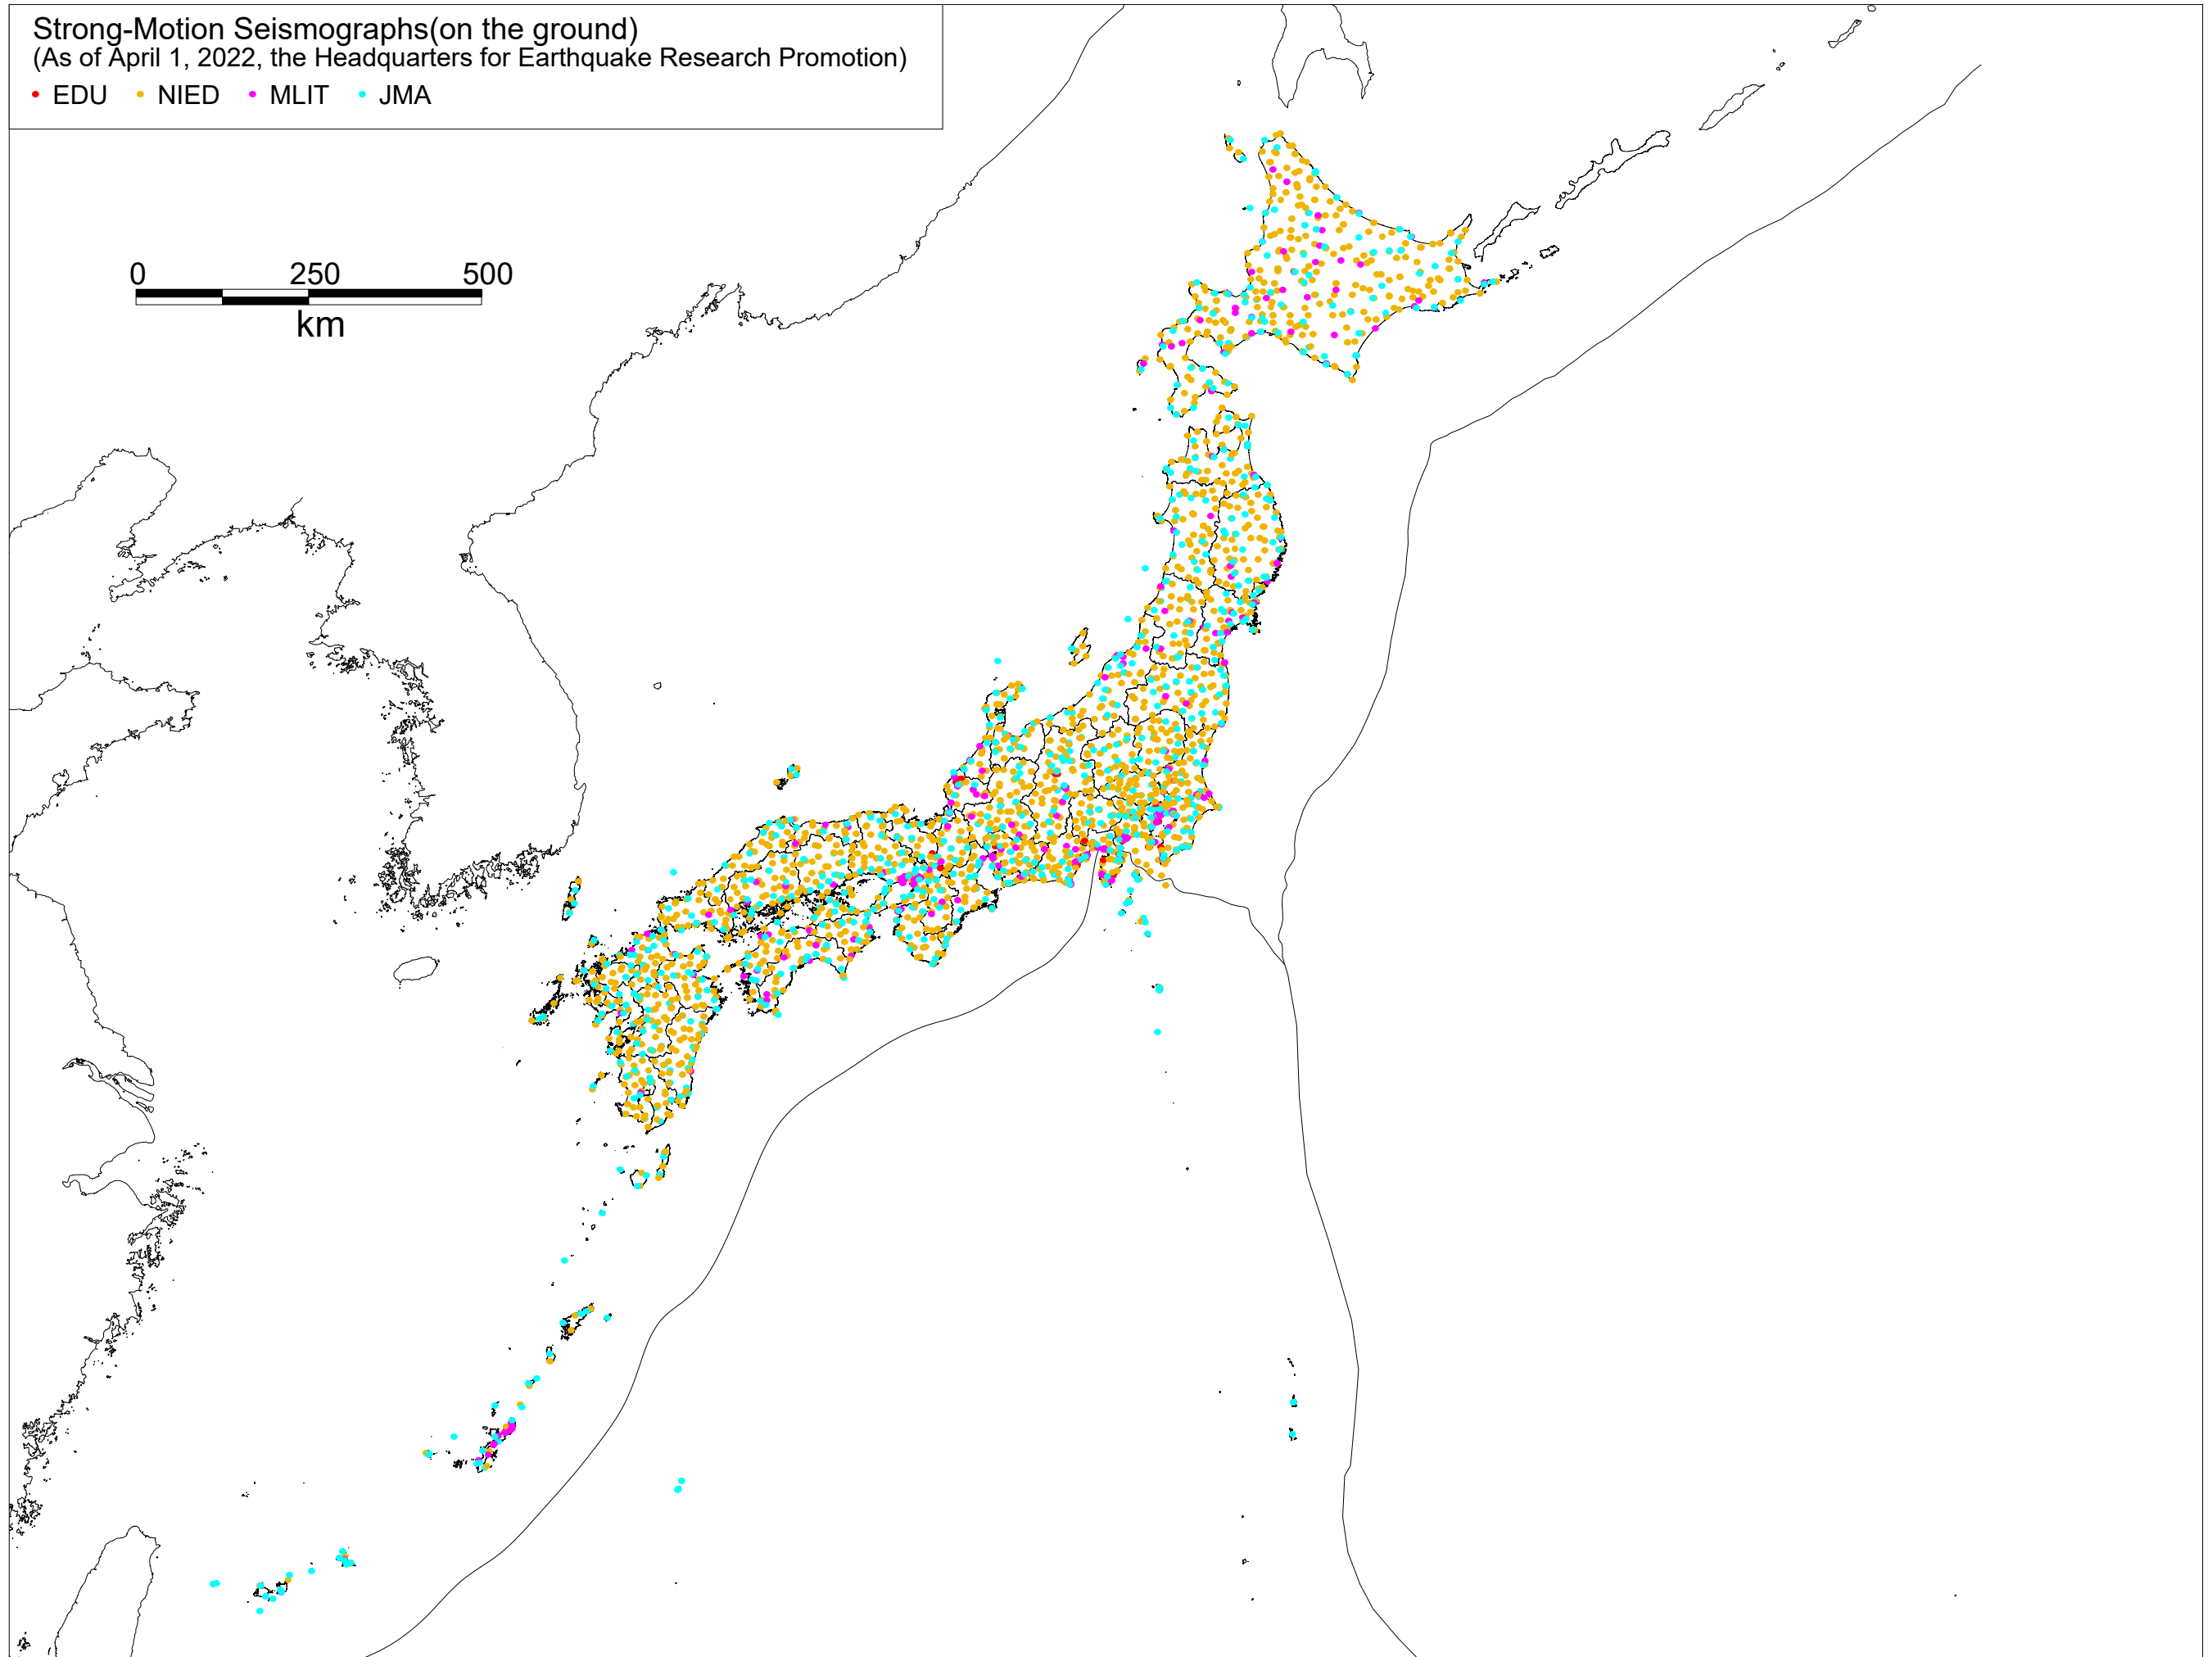 Strong-Motion Seismographs(on the ground)
(As of April 1, 2022, the Headquarters for Earthquake Research Promotion)
EDU NIED MLIT JMA
0 250 500
km